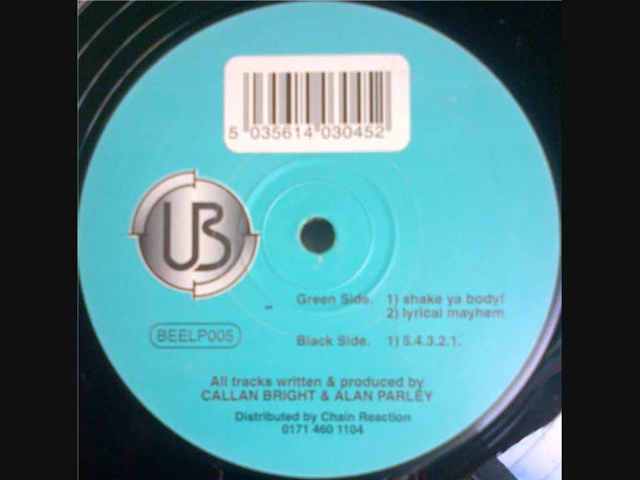 5 035614 030452
UB
Green Side. 1) shake ya body!
2) lyrical mayhem
BEELP005
Black Side. 1) 5.4.3.2.1.
All tracks written & produced by
CALLAN BRIGHT & ALAN PARLEY
Distributed by Chain Reaction
0171 460 1104